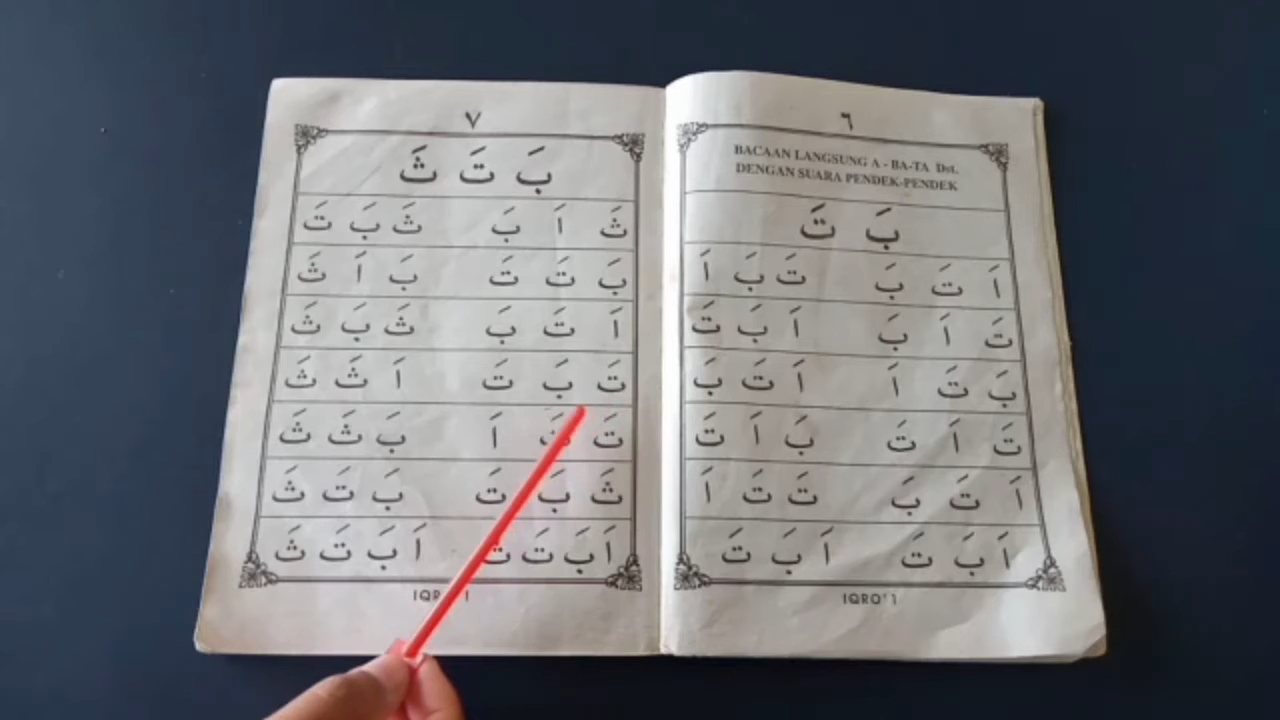 ٦
BACAAN LANGSUNG A - BA-TA Dst.
DENGAN SUARA PENDEK-PENDEK
بَ تَ
اَ تَ بَ تَ بَ اَ
تَ اَ بَ اَ بَ تَ
بَ تَ اَ اَ تَ بَ
تَ اَ تَ بَ اَ تَ
اَ تَ بَ تَ تَ اَ
اَ بَ تَ اَ بَ تَ
IQRO' 1
٧
بَ تَ ثَ
ثَ اَ بَ ثَ بَ تَ
بَ تَ تَ بَ اَ ثَ
اَ تَ بَ ثَ بَ ثَ
تَ بَ تَ اَ ثَ ثَ
تَ اَ بَ ثَ ثَ
ثَ بَ تَ بَ تَ ثَ
اَ بَ تَ اَ بَ تَ ثَ